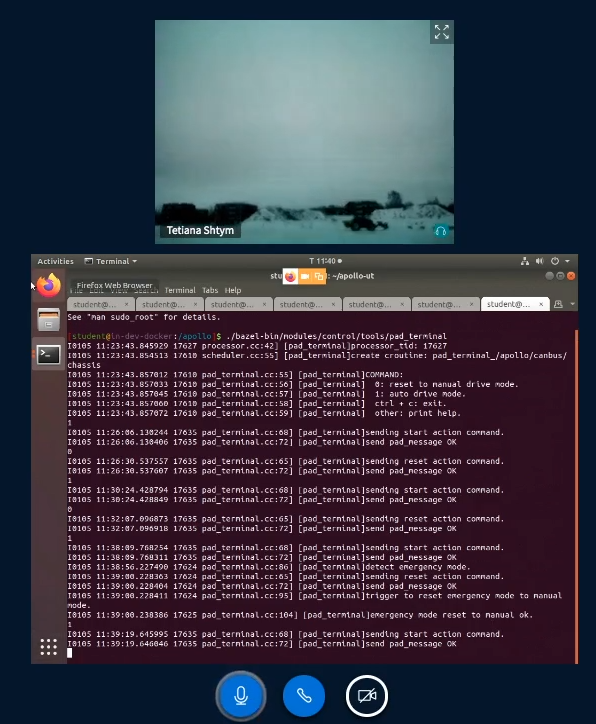 Tetiana Shtym
Activities Terminal T 11:40
: ~/apollo-ut
Firefox Web Browser
Terminal Tabs Help
student@... student@... student@... student@... student@... student@... student@...
See "man sudo_root" for details.
[student@in-dev-docker:/apollo]$ ./bazel-bin/modules/control/tools/pad_terminal
I0105 11:23:43.845929 17627 processor.cc:42] [pad_terminal]processor_tid: 17627
I0105 11:23:43.854513 17610 scheduler.cc:55] [pad_terminal]create croutine: pad_terminal_/apollo/canbus/
chassis
I0105 11:23:43.857012 17610 pad_terminal.cc:55] [pad_terminal]COMMAND:
I0105 11:23:43.857033 17610 pad_terminal.cc:56] [pad_terminal] 0: reset to manual drive mode.
I0105 11:23:43.857045 17610 pad_terminal.cc:57] [pad_terminal] 1: auto drive mode.
I0105 11:23:43.857060 17610 pad_terminal.cc:58] [pad_terminal] ctrl + c: exit.
I0105 11:23:43.857072 17610 pad_terminal.cc:59] [pad_terminal] other: print help.
1
I0105 11:26:06.130244 17635 pad_terminal.cc:68] [pad_terminal]sending start action command.
I0105 11:26:06.130406 17635 pad_terminal.cc:72] [pad_terminal]send pad_message OK
0
I0105 11:26:30.537557 17635 pad_terminal.cc:65] [pad_terminal]sending reset action command.
I0105 11:26:30.537607 17635 pad_terminal.cc:72] [pad_terminal]send pad_message OK
1
I0105 11:30:24.428794 17635 pad_terminal.cc:68] [pad_terminal]sending start action command.
I0105 11:30:24.428849 17635 pad_terminal.cc:72] [pad_terminal]send pad_message OK
0
I0105 11:32:07.096873 17635 pad_terminal.cc:65] [pad_terminal]sending reset action command.
I0105 11:32:07.096918 17635 pad_terminal.cc:72] [pad_terminal]send pad_message OK
1
I0105 11:38:09.768254 17635 pad_terminal.cc:68] [pad_terminal]sending start action command.
I0105 11:38:09.768311 17635 pad_terminal.cc:72] [pad_terminal]send pad_message OK
I0105 11:38:56.227490 17624 pad_terminal.cc:86] [pad_terminal]detect emergency mode.
I0105 11:39:00.228363 17624 pad_terminal.cc:65] [pad_terminal]sending reset action command.
I0105 11:39:00.228404 17624 pad_terminal.cc:72] [pad_terminal]send pad_message OK
I0105 11:39:00.228411 17624 pad_terminal.cc:95] [pad_terminal]trigger to reset emergency mode to manual
mode.
I0105 11:39:00.238386 17625 pad_terminal.cc:104] [pad_terminal]emergency mode reset to manual ok.
1
I0105 11:39:19.645995 17635 pad_terminal.cc:68] [pad_terminal]sending start action command.
I0105 11:39:19.646046 17635 pad_terminal.cc:72] [pad_terminal]send pad_message OK